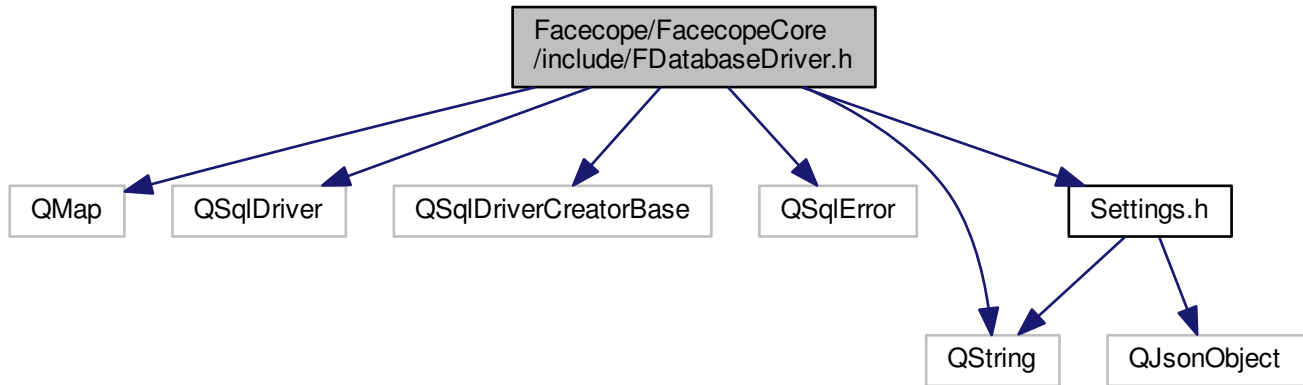 Facecope/FacecopeCore
/include/FDatabaseDriver.h
QMap
QSqlDriver
QSqlDriverCreatorBase
QSqlError
Settings.h
QString
QJsonObject